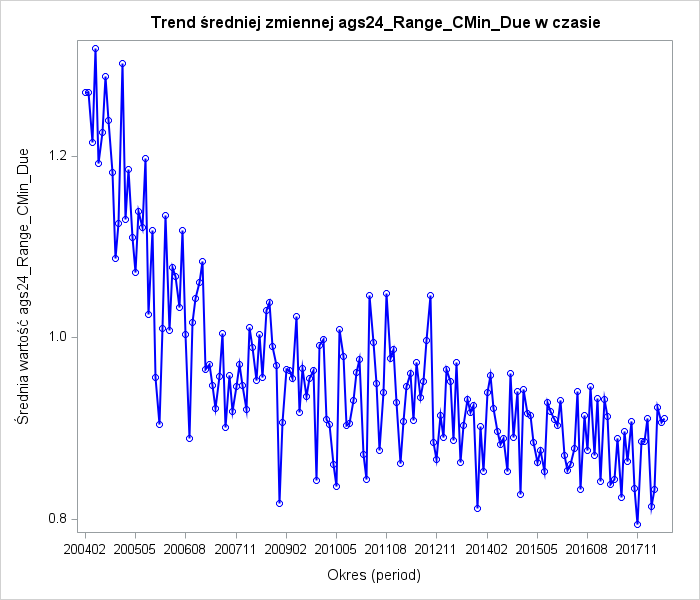 Trend średniej zmiennej ags24_Range_CMin_Due w czasie
Średnia wartość ags24_Range_CMin_Due
1.2
1.0
0.8
200402 200505 200608 200711 200902 201005 201108 201211 201402 201505 201608 201711
Okres (period)